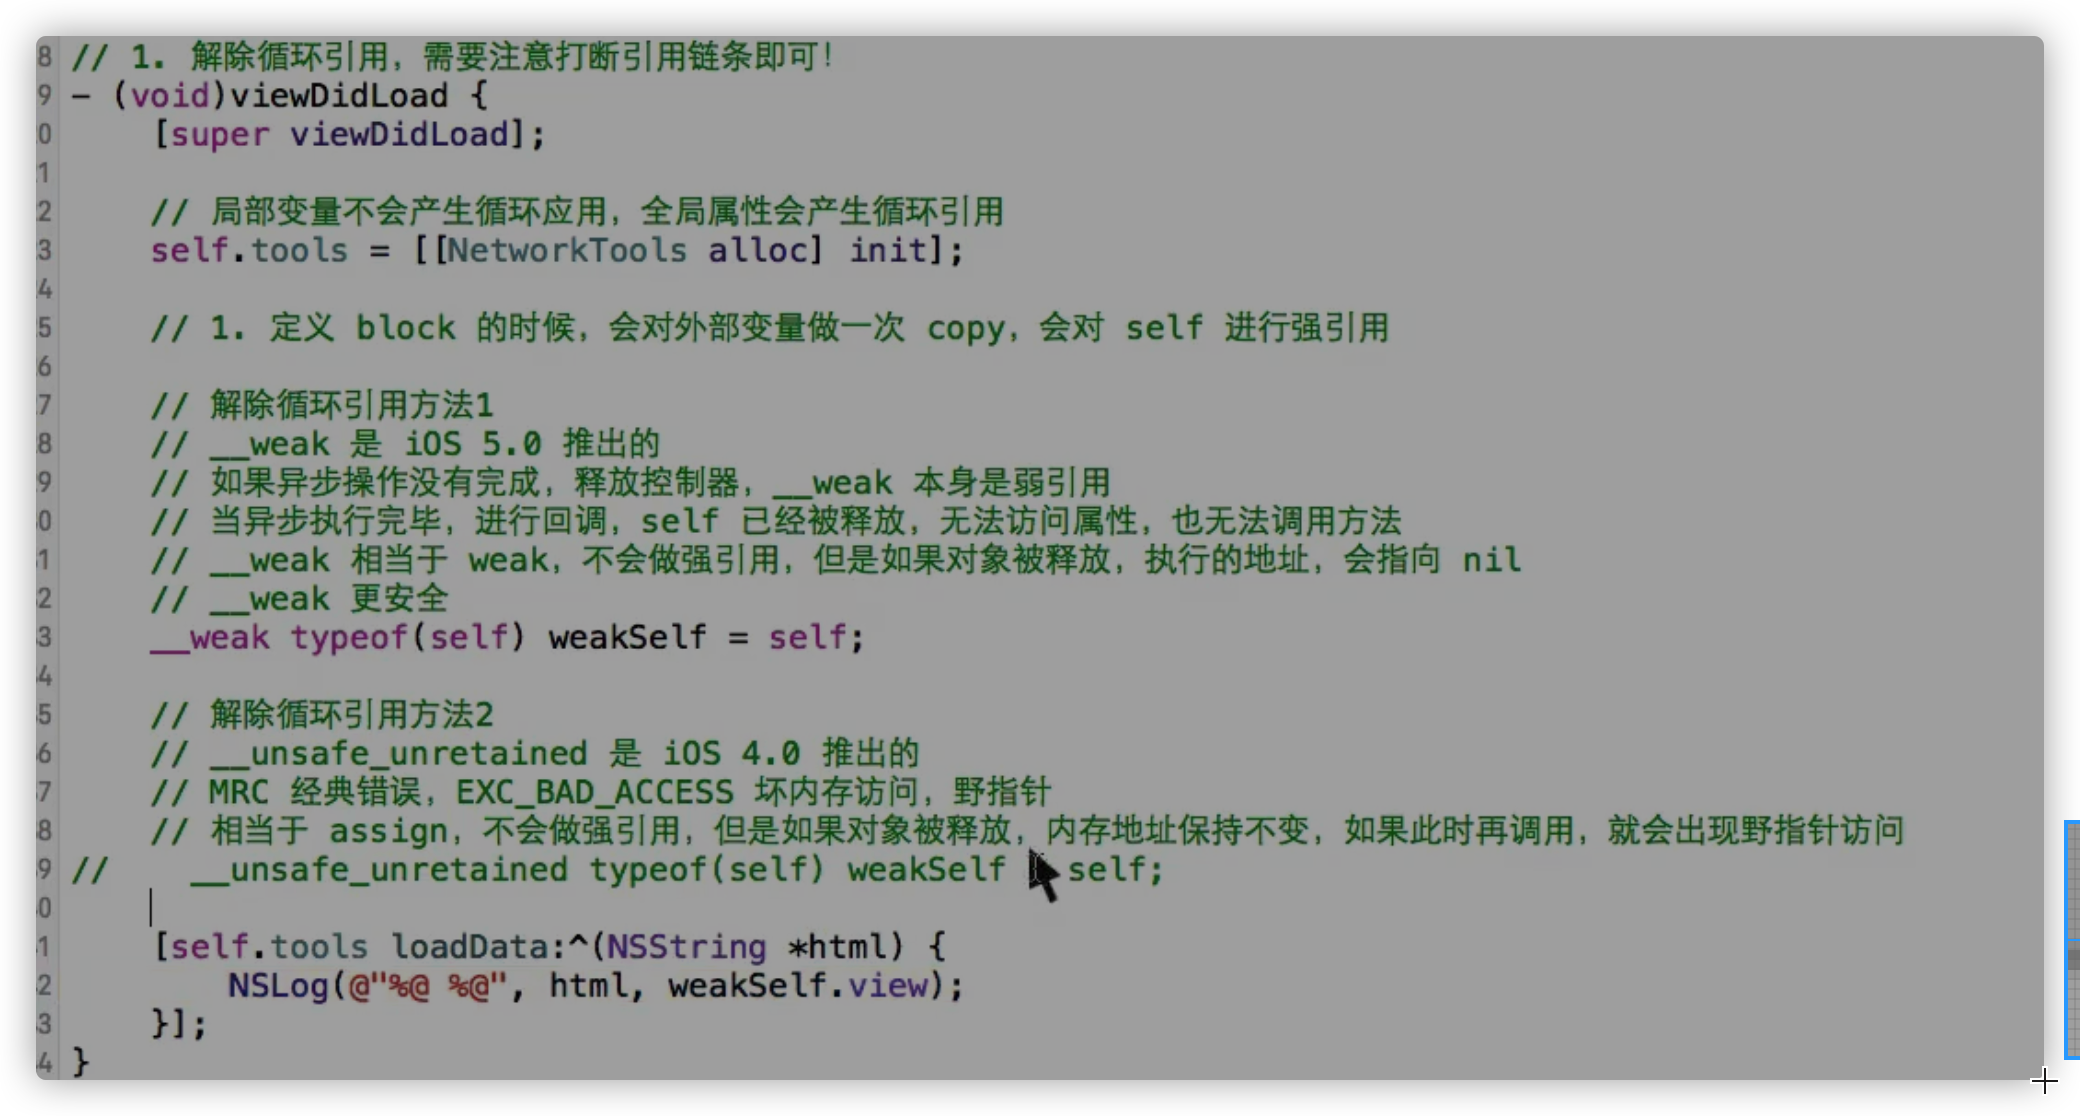 8 // 1. 解除循环引用，需要注意打断引用链条即可！
9 - (void)viewDidLoad {
0 [super viewDidLoad];
1
2 // 局部变量不会产生循环应用，全局属性会产生循环引用
3 self.tools = [[NetworkTools alloc] init];
4
5 // 1. 定义 block 的时候，会对外部变量做一次 copy，会对 self 进行强引用
6
7 // 解除循环引用方法1
8 // __weak 是 iOS 5.0 推出的
9 // 如果异步操作没有完成，释放控制器，__weak 本身是弱引用
0 // 当异步执行完毕，进行回调，self 已经被释放，无法访问属性，也无法调用方法
1 // __weak 相当于 weak，不会做强引用，但是如果对象被释放，执行的地址，会指向 nil
2 // __weak 更安全
3 __weak typeof(self) weakSelf = self;
4
5 // 解除循环引用方法2
6 // __unsafe_unretained 是 iOS 4.0 推出的
7 // MRC 经典错误，EXC_BAD_ACCESS 坏内存访问，野指针
8 // 相当于 assign，不会做强引用，但是如果对象被释放，内存地址保持不变，如果此时再调用，就会出现野指针访问
9 // __unsafe_unretained typeof(self) weakSelf self;
0
1 [self.tools loadData:^(NSString *html) {
2 NSLog(@"%@ %@", html, weakSelf.view);
3 }];
4 }